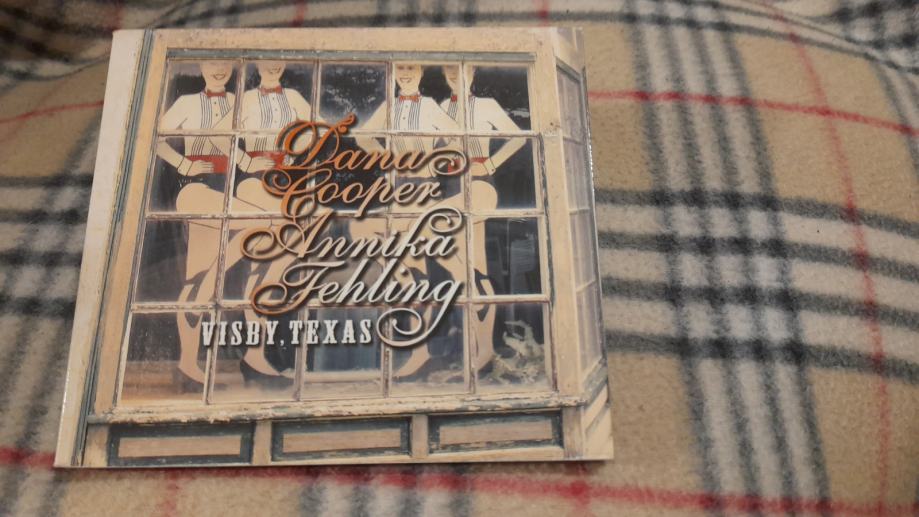 Dana
Cooper
Annika
Fehling
VISBY, TEXAS